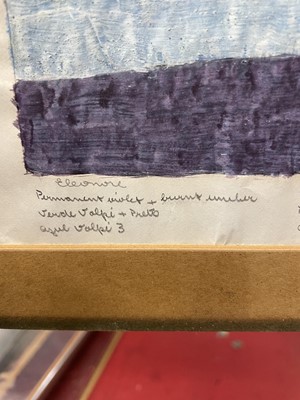 Eleonore
Permanent violet + burnt umber
Verde Volpi + Preto
azul Volpi 3